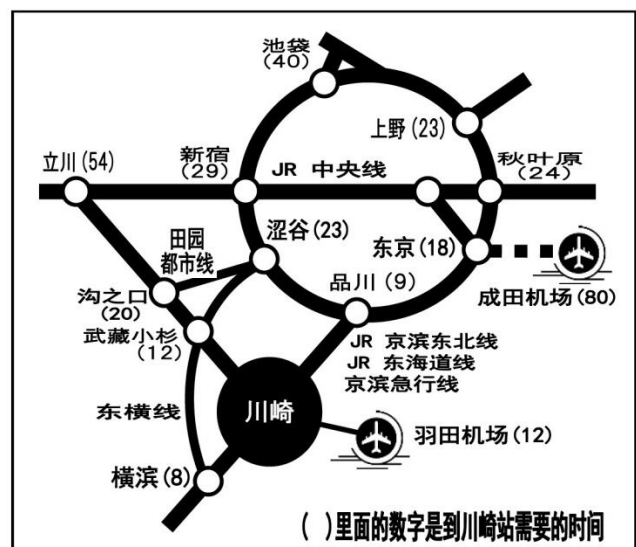 池袋
(40)
上野(23)
立川(54)
新宿
(29)
JR 中央线
秋叶原
(24)
田园
都市线
涩谷(23)
东京(18)
品川(9)
成田机场(80)
沟之口
(20)
武藏小杉
(12)
JR 京滨东北线
JR 东海道线
京滨急行线
东横线
川崎
羽田机场(12)
横滨(8)
( )里面的数字是到川崎站需要的时间